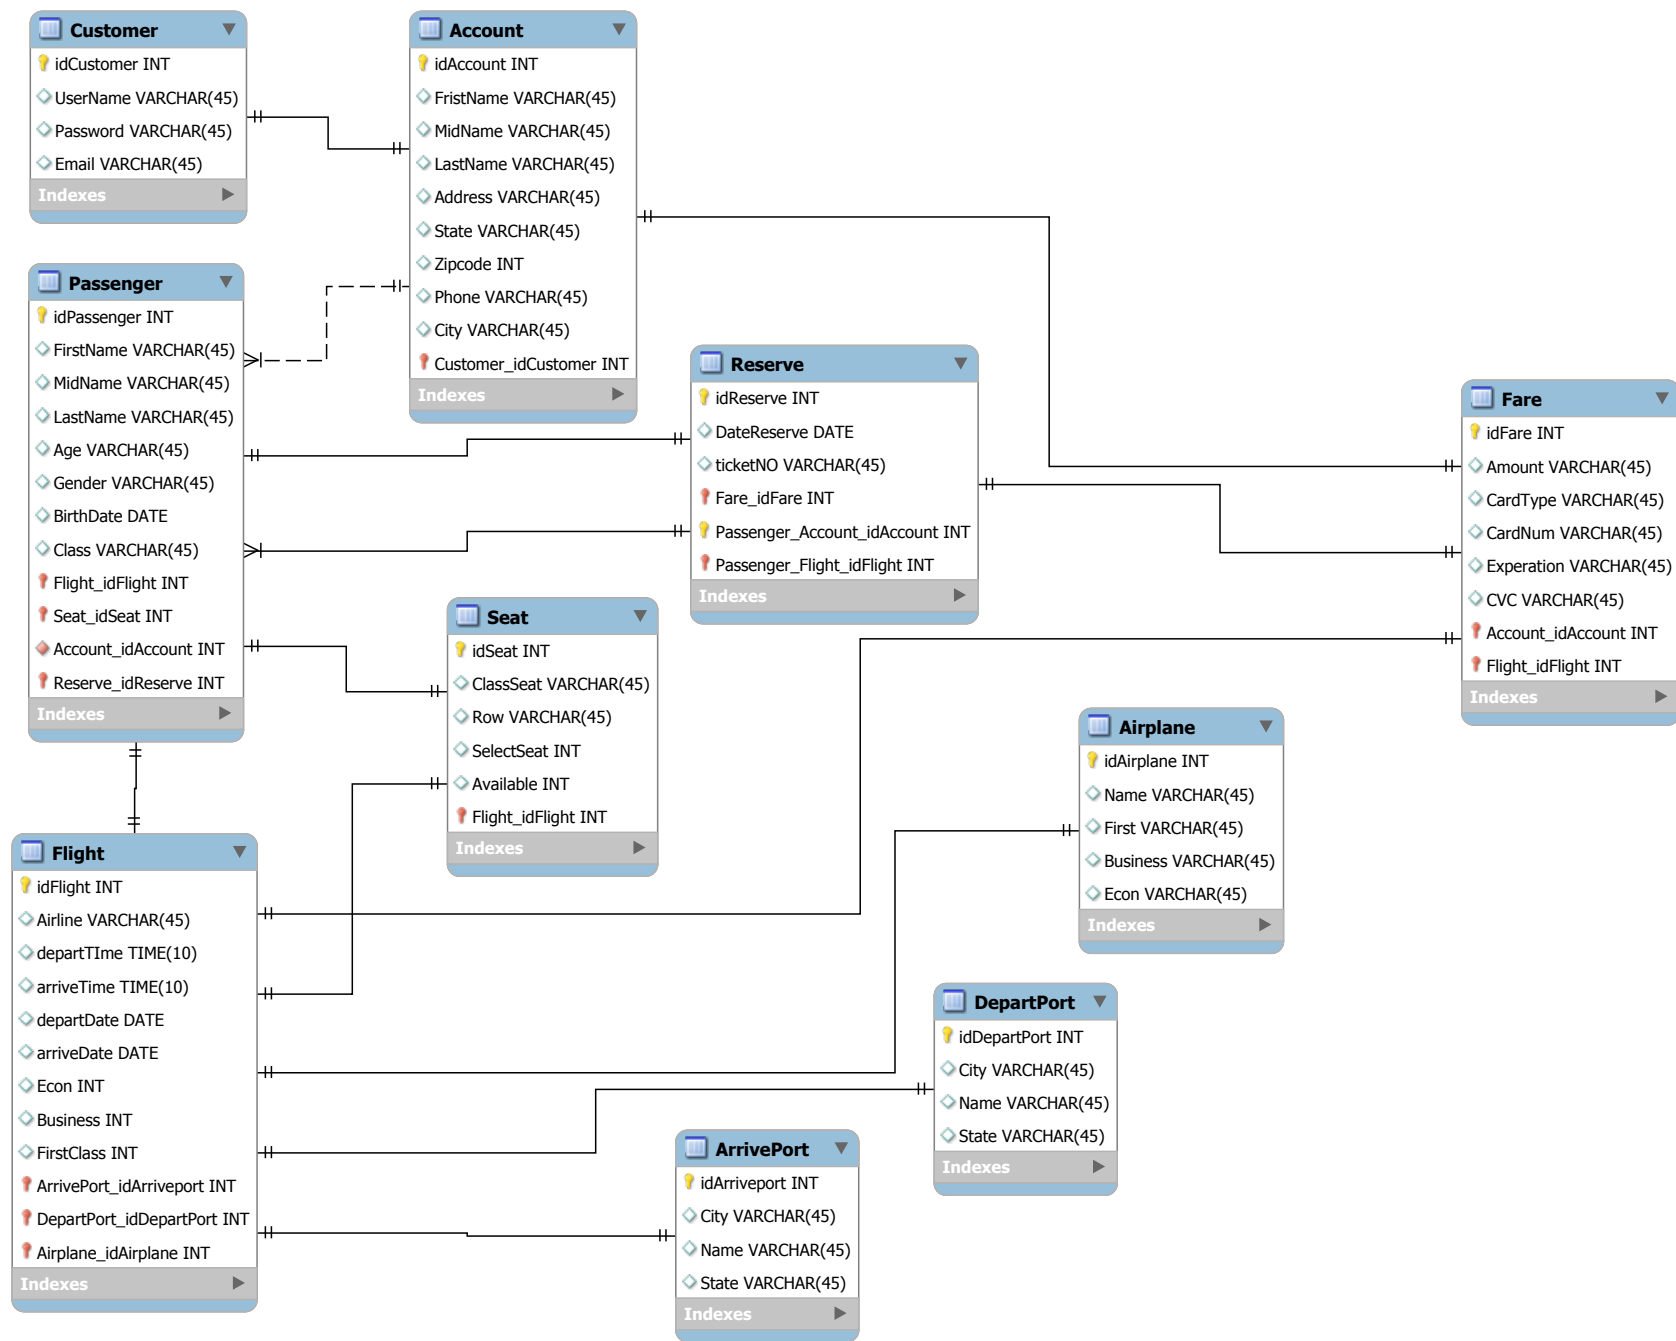 Customer
idCustomer INT
UserName VARCHAR(45)
Password VARCHAR(45)
Email VARCHAR(45)
Indexes
Account
idAccount INT
FristName VARCHAR(45)
MidName VARCHAR(45)
LastName VARCHAR(45)
Address VARCHAR(45)
State VARCHAR(45)
Zipcode INT
Phone VARCHAR(45)
City VARCHAR(45)
Customer_idCustomer INT
Indexes
Passenger
idPassenger INT
FirstName VARCHAR(45)
MidName VARCHAR(45)
LastName VARCHAR(45)
Age VARCHAR(45)
Gender VARCHAR(45)
BirthDate DATE
Class VARCHAR(45)
Flight_idFlight INT
Seat_idSeat INT
Account_idAccount INT
Reserve_idReserve INT
Indexes
Reserve
idReserve INT
DateReserve DATE
ticketNO VARCHAR(45)
Fare_idFare INT
Passenger_Account_idAccount INT
Passenger_Flight_idFlight INT
Indexes
Fare
idFare INT
Amount VARCHAR(45)
CardType VARCHAR(45)
CardNum VARCHAR(45)
Experation VARCHAR(45)
CVC VARCHAR(45)
Account_idAccount INT
Flight_idFlight INT
Indexes
Seat
idSeat INT
ClassSeat VARCHAR(45)
Row VARCHAR(45)
SelectSeat INT
Available INT
Flight_idFlight INT
Indexes
Airplane
idAirplane INT
Name VARCHAR(45)
First VARCHAR(45)
Business VARCHAR(45)
Econ VARCHAR(45)
Indexes
Flight
idFlight INT
Airline VARCHAR(45)
departTIme TIME(10)
arriveTime TIME(10)
departDate DATE
arriveDate DATE
Econ INT
Business INT
FirstClass INT
ArrivePort_idArriveport INT
DepartPort_idDepartPort INT
Airplane_idAirplane INT
Indexes
DepartPort
idDepartPort INT
City VARCHAR(45)
Name VARCHAR(45)
State VARCHAR(45)
Indexes
ArrivePort
idArriveport INT
City VARCHAR(45)
Name VARCHAR(45)
State VARCHAR(45)
Indexes